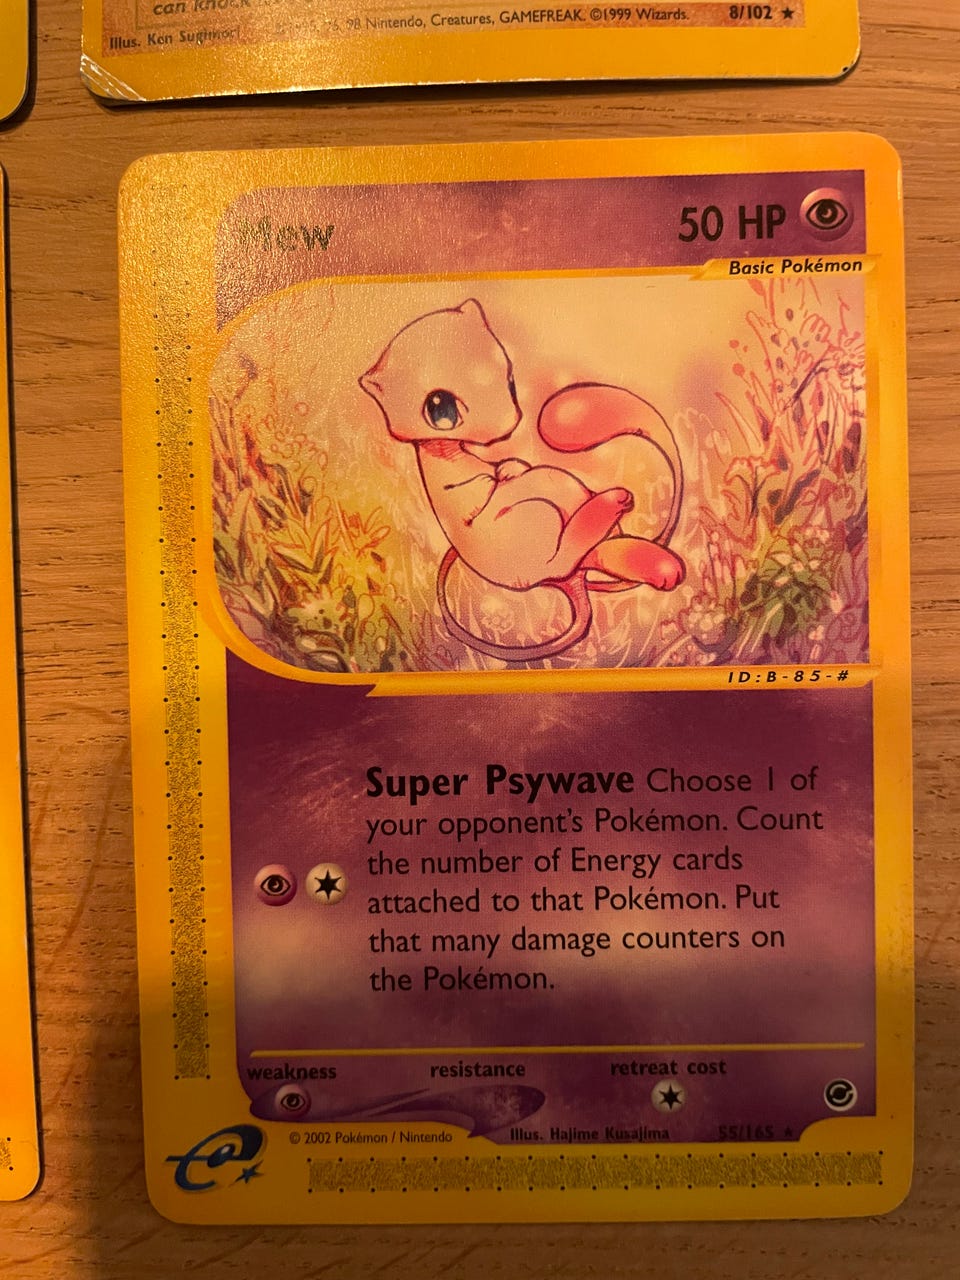 can knock
Illus. Ken Sugimori
98 Nintendo, Creatures, GAMEFREAK. ©1999 Wizards.
8/102 ★
Mew
50 HP
Basic Pokémon
ID:B-85-#
Super Psywave Choose 1 of
your opponent's Pokémon. Count
the number of Energy cards
attached to that Pokémon. Put
that many damage counters on
the Pokémon.
weakness resistance retreat cost
© 2002 Pokémon / Nintendo
Illus. Hajime Kusajima
55/165 ★
e